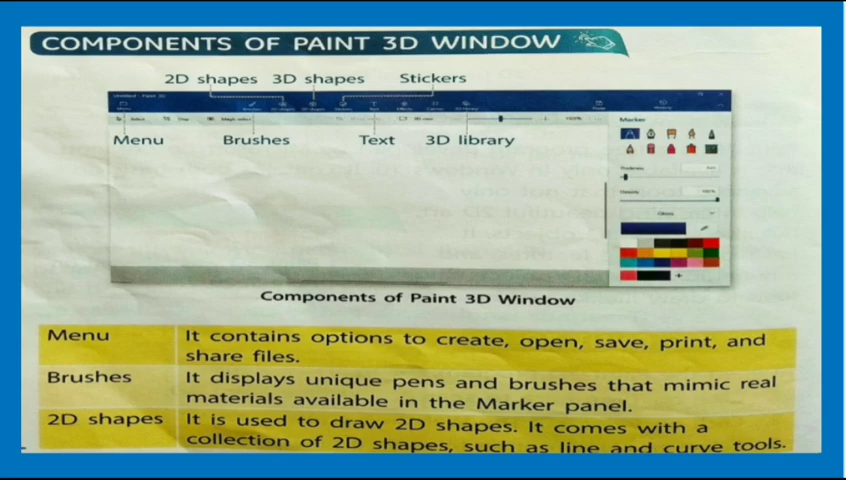 COMPONENTS OF PAINT 3D WINDOW
2D shapes 3D shapes Stickers
Menu Brushes Text 3D library
Marker
Thickness
Opacity 100%
Components of Paint 3D Window
Menu It contains options to create, open, save, print, and
share files.
Brushes It displays unique pens and brushes that mimic real
materials available in the Marker panel.
2D shapes It is used to draw 2D shapes. It comes with a
collection of 2D shapes, such as line and curve tools.